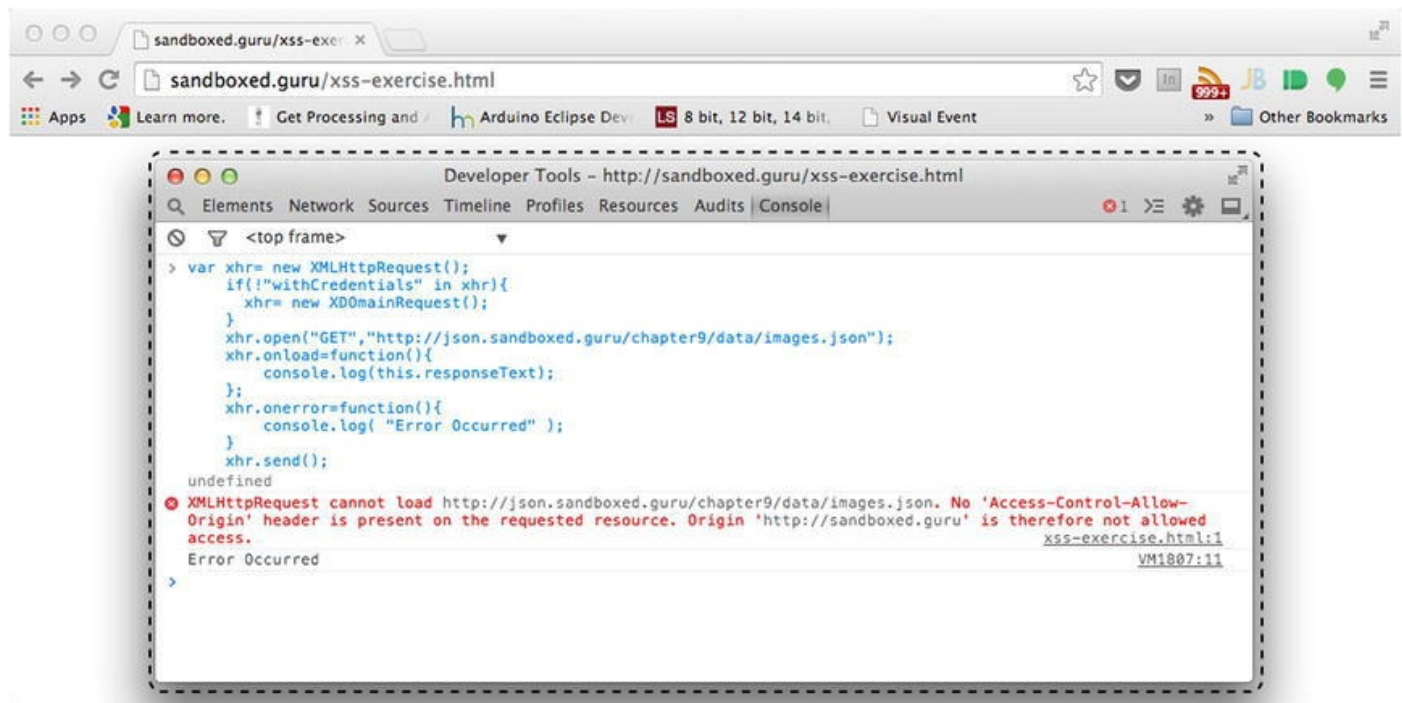 sandboxed.guru/xss-exer
sandboxed.guru/xss-exercise.html
999+
JB
Apps Learn more. Get Processing and Arduino Eclipse Dev LS 8 bit, 12 bit, 14 bit, Visual Event » Other Bookmarks
Developer Tools - http://sandboxed.guru/xss-exercise.html
Elements Network Sources Timeline Profiles Resources Audits Console 1
<top frame> ▼
> var xhr= new XMLHttpRequest();
if(!"withCredentials" in xhr){
xhr= new XDOmainRequest();
}
xhr.open("GET","http://json.sandboxed.guru/chapter9/data/images.json");
xhr.onload=function(){
console.log(this.responseText);
};
xhr.onerror=function(){
console.log( "Error Occurred" );
}
xhr.send();
undefined
XMLHttpRequest cannot load http://json.sandboxed.guru/chapter9/data/images.json. No 'Access-Control-Allow-
Origin' header is present on the requested resource. Origin 'http://sandboxed.guru' is therefore not allowed
access. xss-exercise.html:1
Error Occurred VM1807:11
>